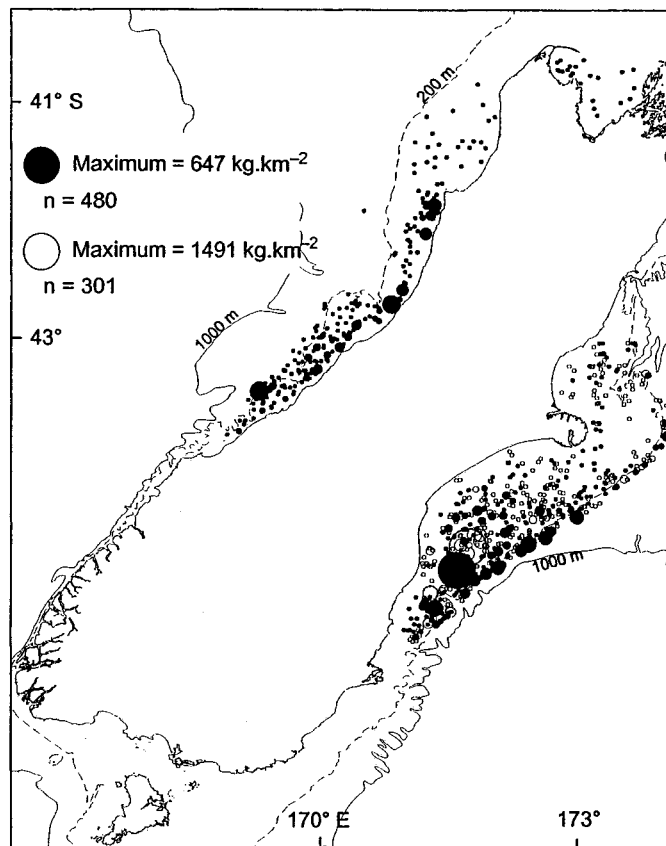 200 m
41° S
Maximum = 647 kg.km⁻²
n = 480
Maximum = 1491 kg.km⁻²
n = 301
1000 m
43°
1000 m
170° E
173°